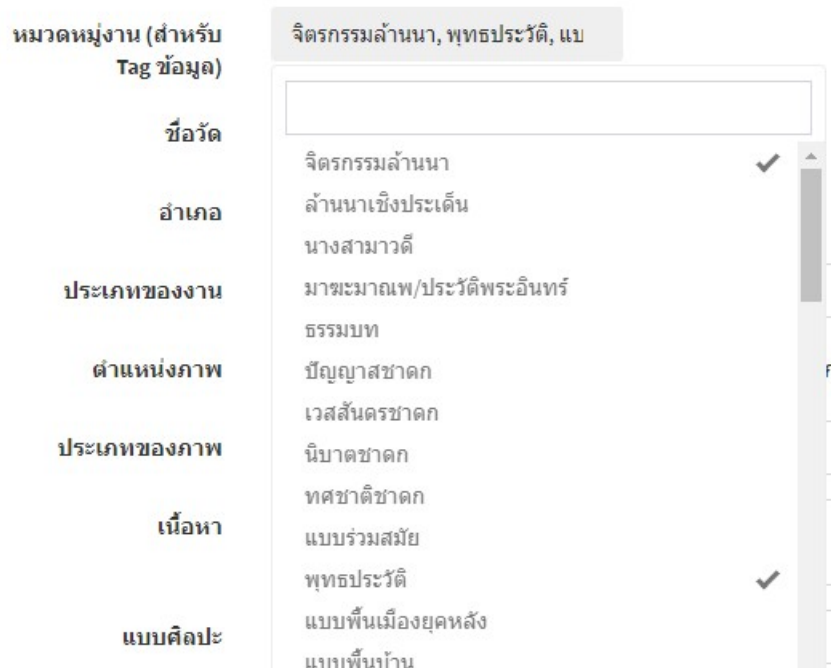 หมวดหมู่งาน (สำหรับ
Tag ข้อมูล)
จิตรกรรมล้านนา, พุทธประวัติ, แบ
ชื่อวัด
อำเภอ
ประเภทของงาน
ตำแหน่งภาพ
ประเภทของภาพ
เนื้อหา
แบบศิลปะ
จิตรกรรมล้านนา
ล้านนาเชิงประเด็น
นางสามาวดี
มาฆะมาณพ/ประวัติพระอินทร์
ธรรมบท
ปัญญาสชาดก
เวสสันดรชาดก
นิบาตชาดก
ทศชาติชาดก
แบบร่วมสมัย
พุทธประวัติ
แบบพื้นเมืองยุคหลัง
แบบพื้นบ้าน